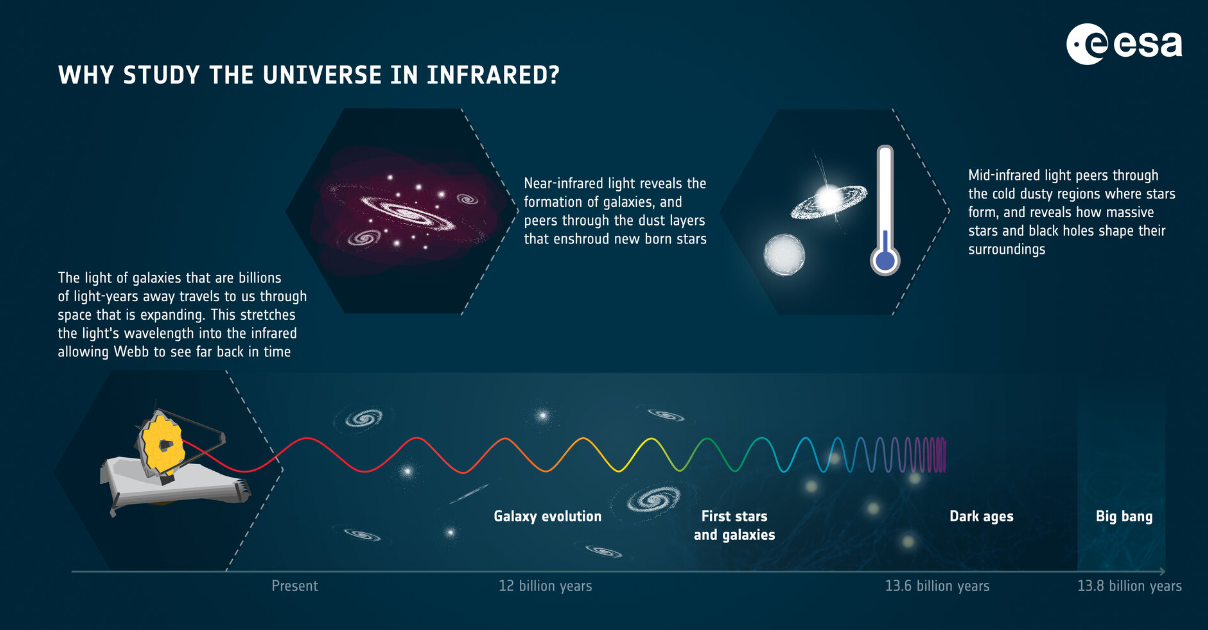 esa
WHY STUDY THE UNIVERSE IN INFRARED?
Near-infrared light reveals the
formation of galaxies, and
peers through the dust layers
that enshroud new born stars
Mid-infrared light peers through
the cold dusty regions where stars
form, and reveals how massive
stars and black holes shape their
surroundings
The light of galaxies that are billions
of light-years away travels to us through
space that is expanding. This stretches
the light's wavelength into the infrared
allowing Webb to see far back in time
Galaxy evolution
First stars
and galaxies
Dark ages
Big bang
Present
12 billion years
13.6 billion years
13.8 billion years